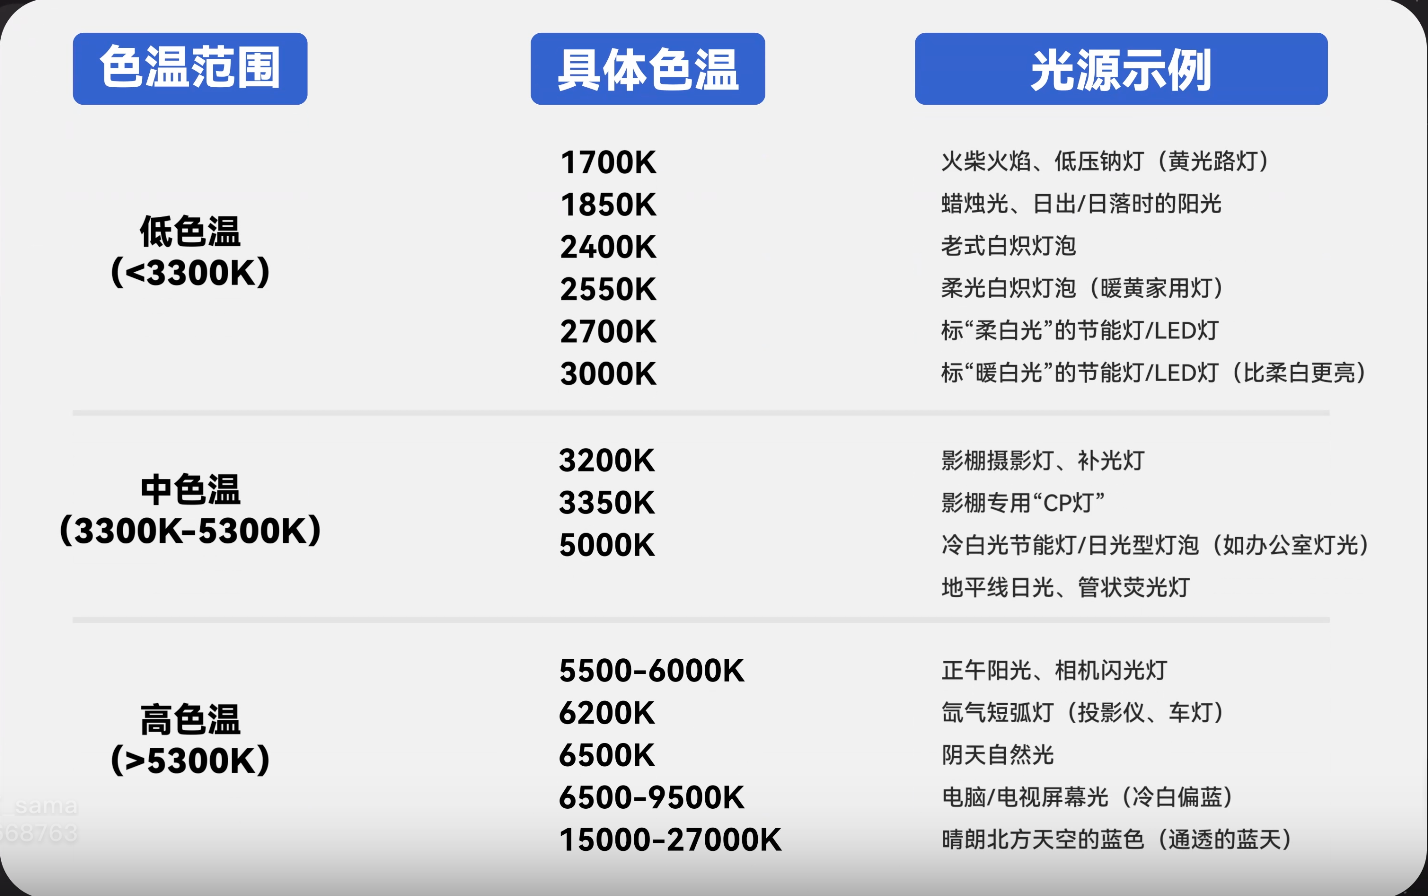 色温范围 具体色温 光源示例
1700K 火柴火焰、低压钠灯（黄光路灯）
1850K 蜡烛光、日出/日落时的阳光
低色温
2400K 老式白炽灯泡
（<3300K）
2550K 柔光白炽灯泡（暖黄家用灯）
2700K 标“柔白光”的节能灯/LED灯
3000K 标“暖白光”的节能灯/LED灯（比柔白更亮）
3200K 影棚摄影灯、补光灯
中色温
3350K 影棚专用“CP灯”
（3300K-5300K）
5000K 冷白光节能灯/日光型灯泡（如办公室灯光）
地平线日光、管状荧光灯
5500-6000K 正午阳光、相机闪光灯
高色温
6200K 氙气短弧灯（投影仪、车灯）
（>5300K）
6500K 阴天自然光
6500-9500K 电脑/电视屏幕光（冷白偏蓝）
sama
568763
15000-27000K 晴朗北方天空的蓝色（通透的蓝天）